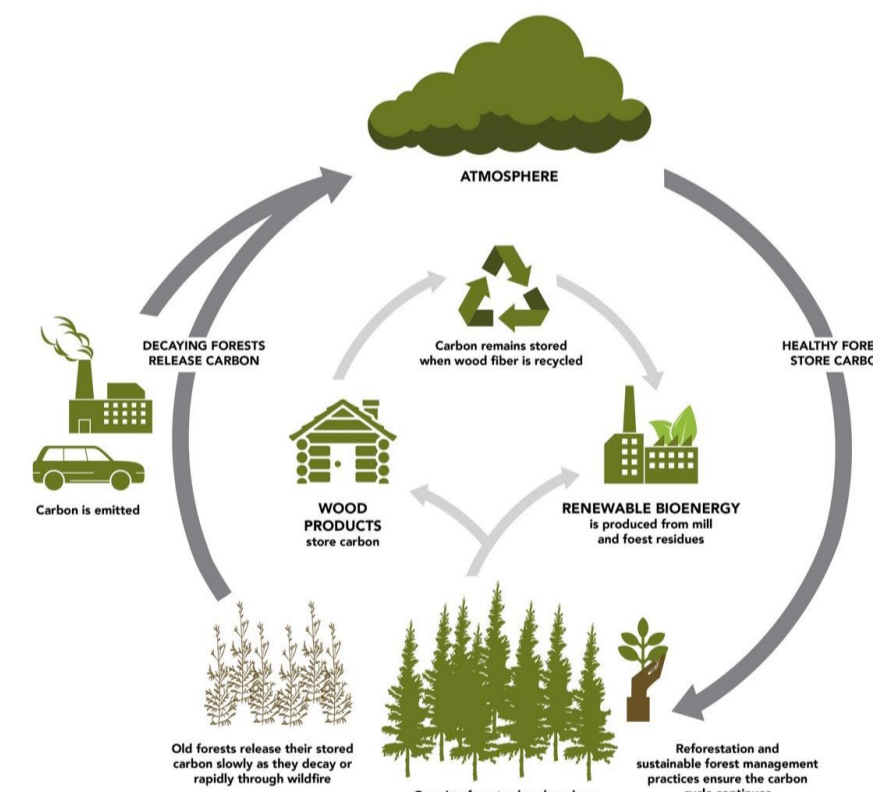 ATMOSPHERE
DECAYING FORESTS
RELEASE CARBON
Carbon remains stored
when wood fiber is recycled
HEALTHY FORE
STORE CARBO
Carbon is emitted
WOOD
PRODUCTS
store carbon
RENEWABLE BIOENERGY
is produced from mill
and foest residues
Old forests release their stored
carbon slowly as they decay or
rapidly through wildfire
Reforestation and
sustainable forest management
practices ensure the carbon
cycle continues